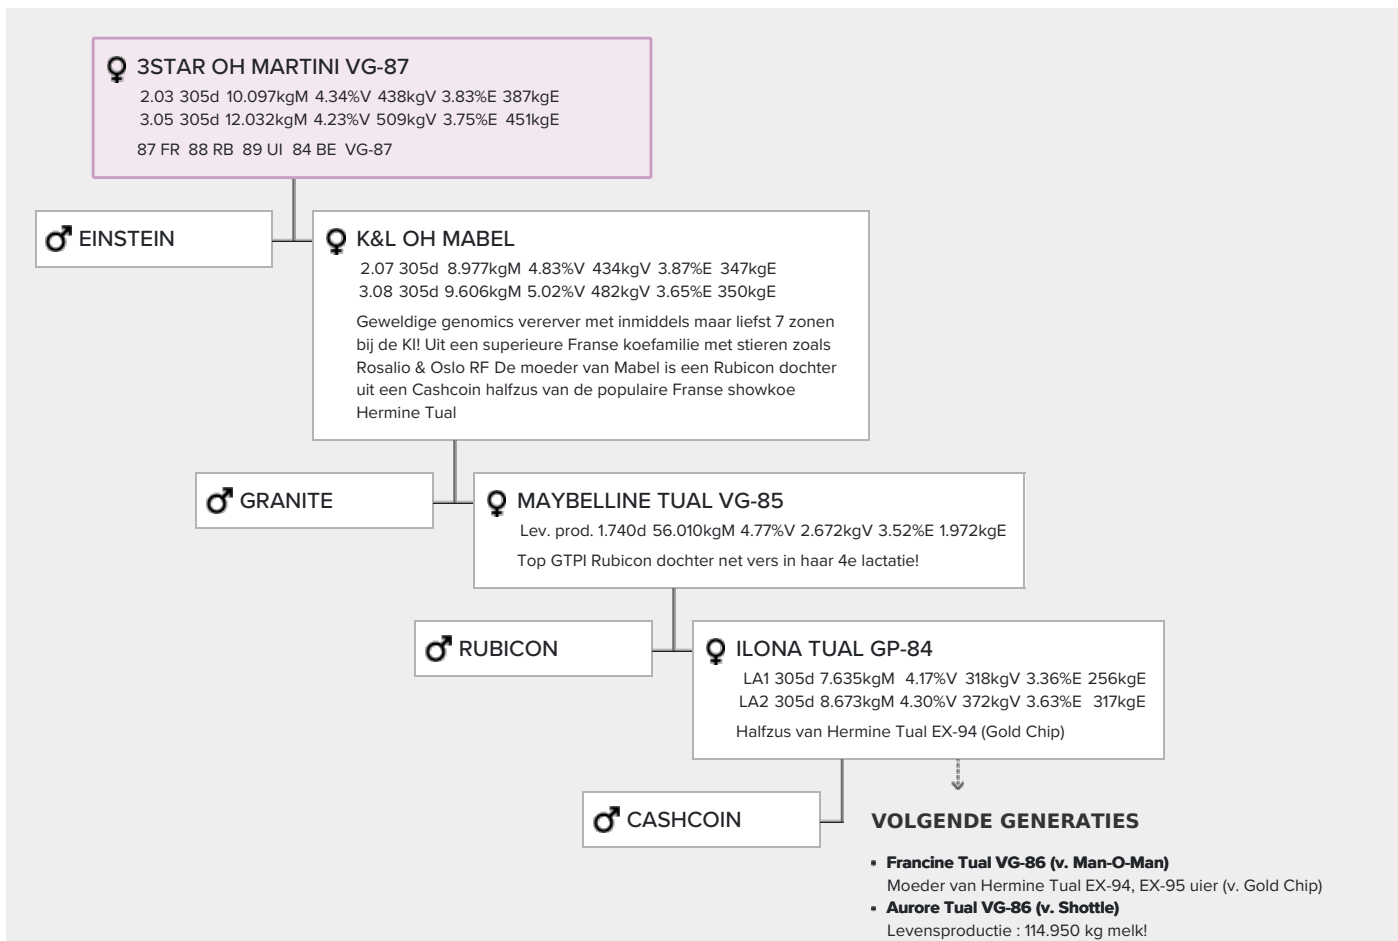 3STAR OH MARTINI VG-87
2.03 305d 10.097kgM 4.34%V 438kgV 3.83%E 387kgE
3.05 305d 12.032kgM 4.23%V 509kgV 3.75%E 451kgE
87 FR 88 RB 89 UI 84 BE VG-87
EINSTEIN
K&L OH MABEL
2.07 305d 8.977kgM 4.83%V 434kgV 3.87%E 347kgE
3.08 305d 9.606kgM 5.02%V 482kgV 3.65%E 350kgE
Geweldige genomics vererver met inmiddels maar liefst 7 zonen
bij de KI! Uit een superieure Franse koefamilie met stieren zoals
Rosalio & Oslo RF De moeder van Mabel is een Rubicon dochter
uit een Cashcoin halfzus van de populaire Franse showkoe
Hermine Tual
GRANITE
MAYBELLINE TUAL VG-85
Lev. prod. 1.740d 56.010kgM 4.77%V 2.672kgV 3.52%E 1.972kgE
Top GTPI Rubicon dochter net vers in haar 4e lactatie!
RUBICON
ILONA TUAL GP-84
LA1 305d 7.635kgM 4.17%V 318kgV 3.36%E 256kgE
LA2 305d 8.673kgM 4.30%V 372kgV 3.63%E 317kgE
Halfzus van Hermine Tual EX-94 (Gold Chip)
CASHCOIN
VOLGENDE GENERATIES
• Francine Tual VG-86 (v. Man-O-Man)
Moeder van Hermine Tual EX-94, EX-95 uier (v. Gold Chip)
• Aurore Tual VG-86 (v. Shottle)
Levensproductie : 114.950 kg melk!